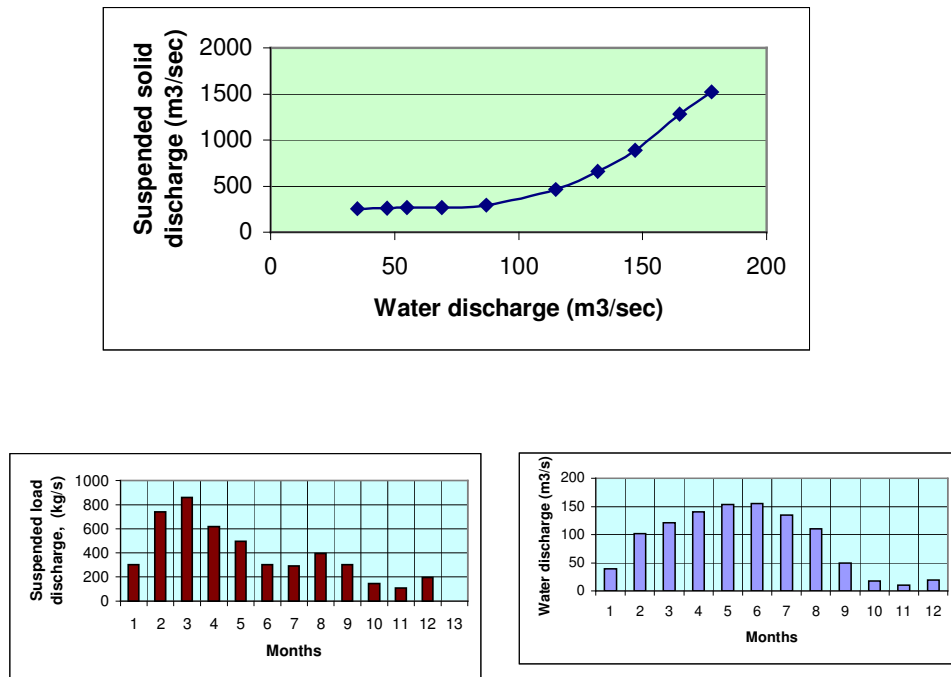 Suspended solid
discharge (m3/sec)
2000
1500
1000
500
0
0 50 100 150 200
Water discharge (m3/sec)
Suspended load
discharge, (kg/s)
1000
800
600
400
200
0
1 2 3 4 5 6 7 8 9 10 11 12 13
Months
Water discharge (m3/s)
200
150
100
50
0
1 2 3 4 5 6 7 8 9 10 11 12
Months